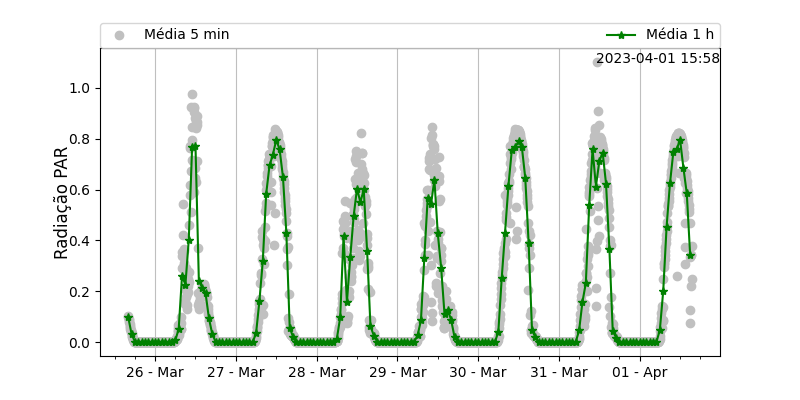 Média 5 min
Média 1 h
2023-04-01 15:58
Radiação PAR
1.0
0.8
0.6
0.4
0.2
0.0
26 - Mar
27 - Mar
28 - Mar
29 - Mar
30 - Mar
31 - Mar
01 - Apr